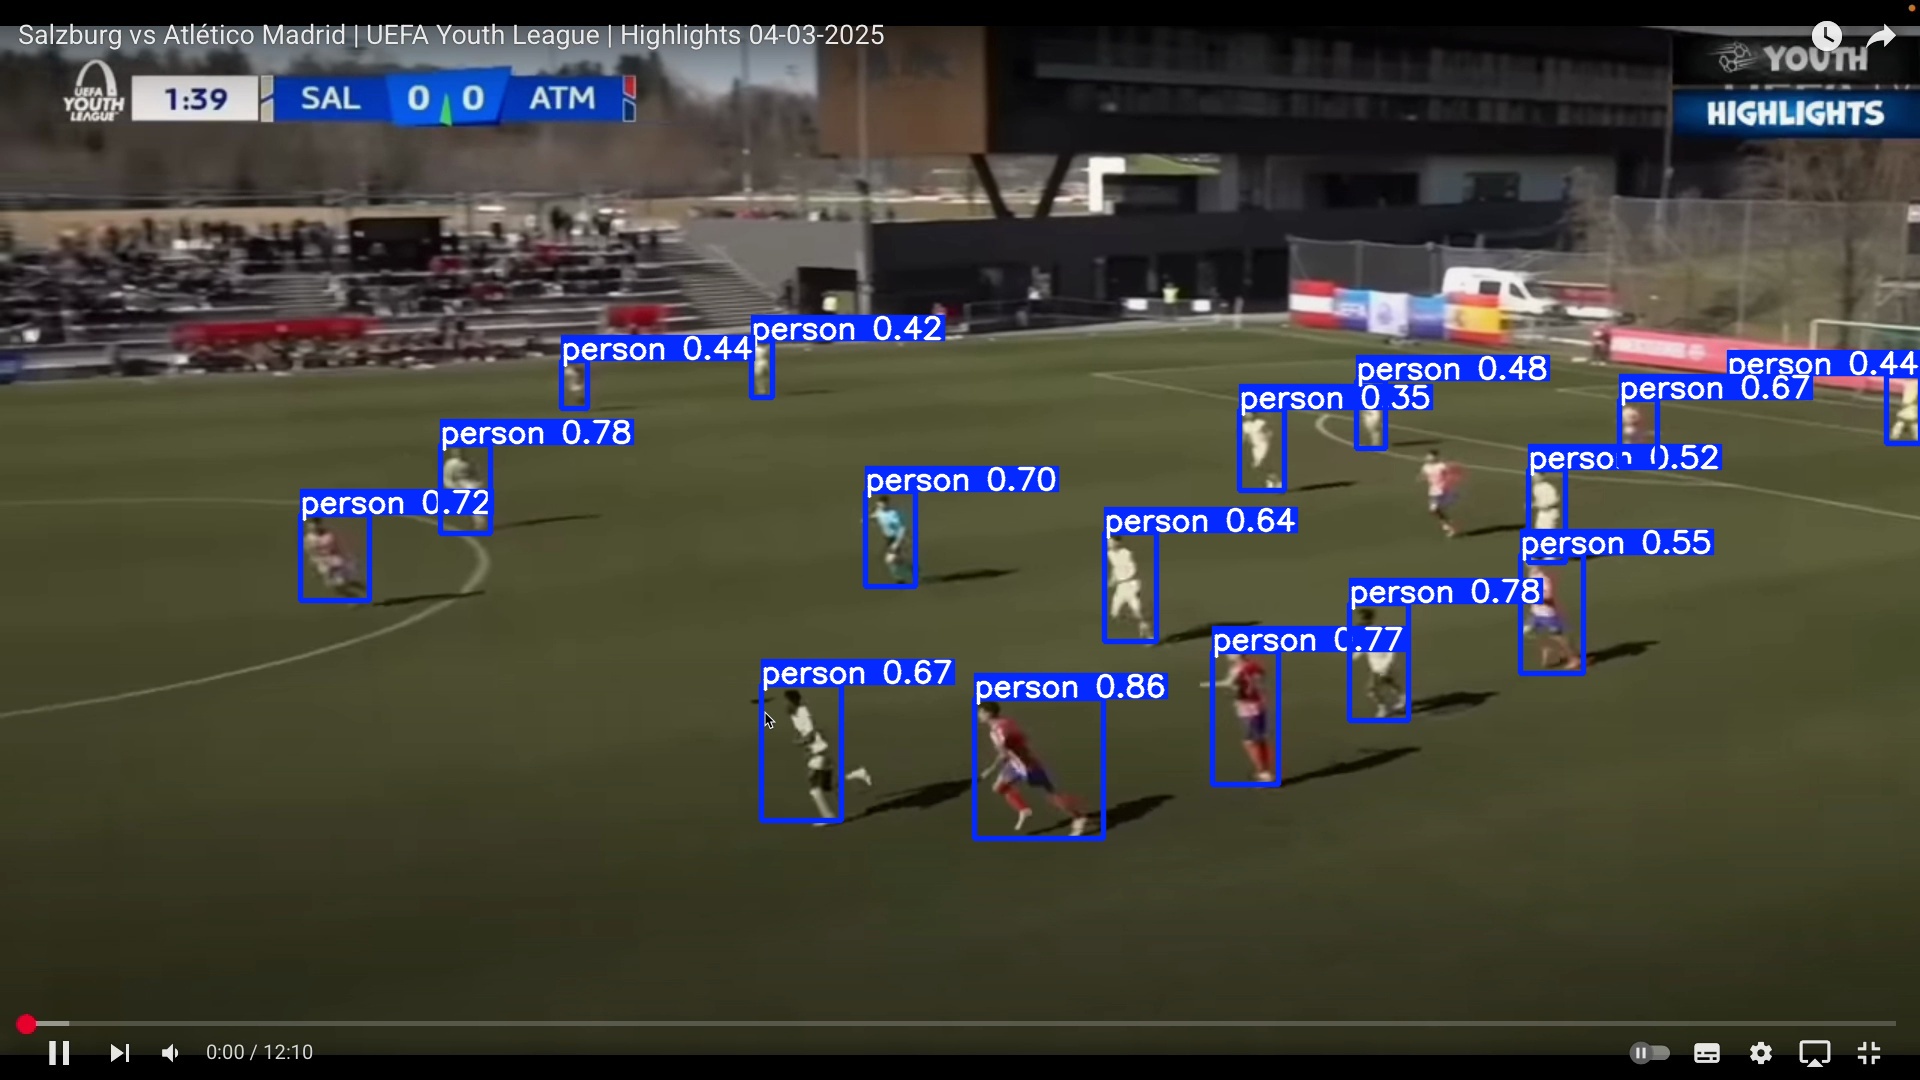 Salzburg vs Atlético Madrid | UEFA Youth League | Highlights 04-03-2025
UEFA
YOUTH
LEAGUE
1:39 SAL 0 0 ATM
YOUTH
HIGHLIGHTS
person 0.42
person 0.44
person 0.48
person 0.44
person 0.35
person 0.67
person 0.78
person 0.52
person 0.70
person 0.72
person 0.64
person 0.55
person 0.78
person 0.77
person 0.67
person 0.86
0:00 / 12:10